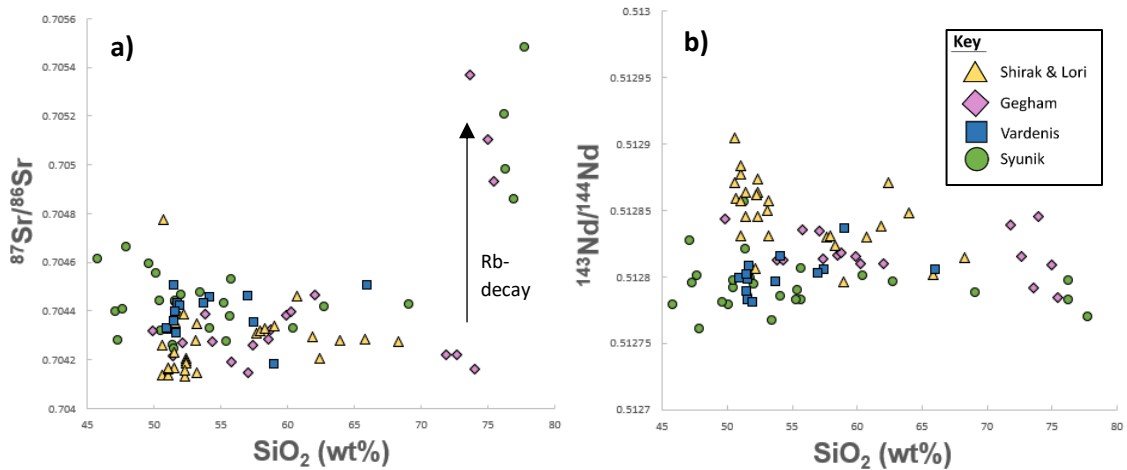 a)
0.7056
0.7054
0.7052
0.705
0.7048
0.7046
0.7044
0.7042
0.704
⁸⁷Sr/⁸⁶Sr
Rb-
decay
45 50 55 60 65 70 75 80
SiO₂ (wt%)
b)
0.513
0.51295
0.5129
0.51285
0.5128
0.51275
0.5127
¹⁴³Nd/¹⁴⁴Nd
Key
Shirak & Lori
Gegham
Vardenis
Syunik
45 50 55 60 65 70 75 80
SiO₂ (wt%)